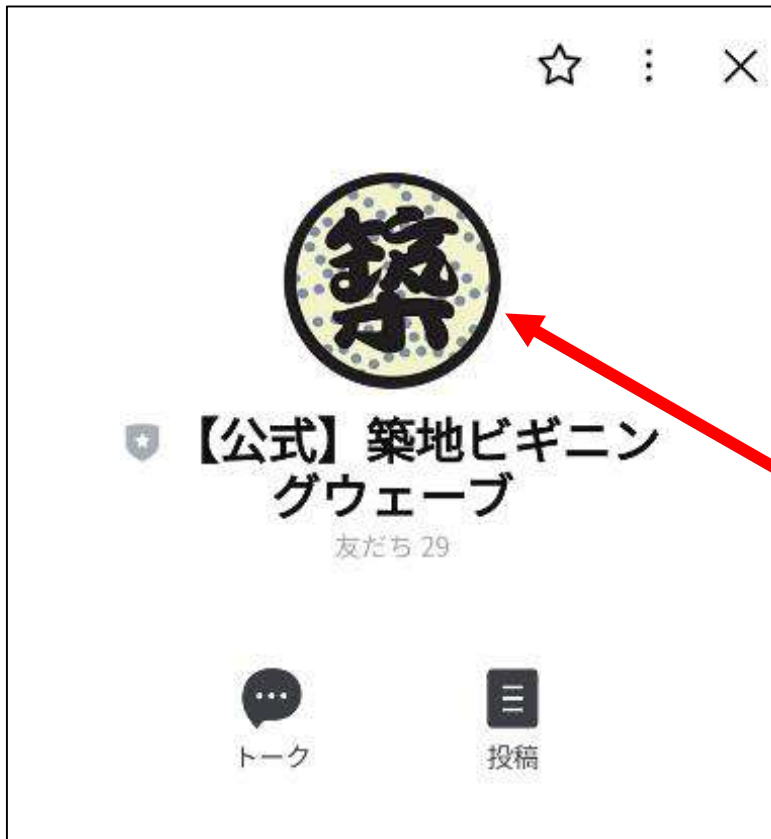 築
【公式】築地ビギニン
グウェーブ
友だち 29
トーク
投稿